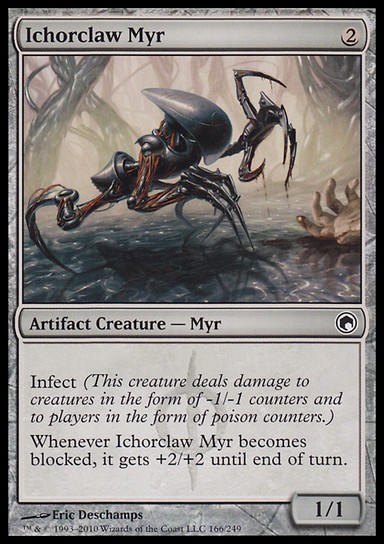 Ichorclaw Myr 2
Artifact Creature — Myr
Infect (This creature deals damage to
creatures in the form of -1/-1 counters and
to players in the form of poison counters.)
Whenever Ichorclaw Myr becomes
blocked, it gets +2/+2 until end of turn.
Eric Deschamps
™ & © 1993–2010 Wizards of the Coast LLC 166/249
1/1